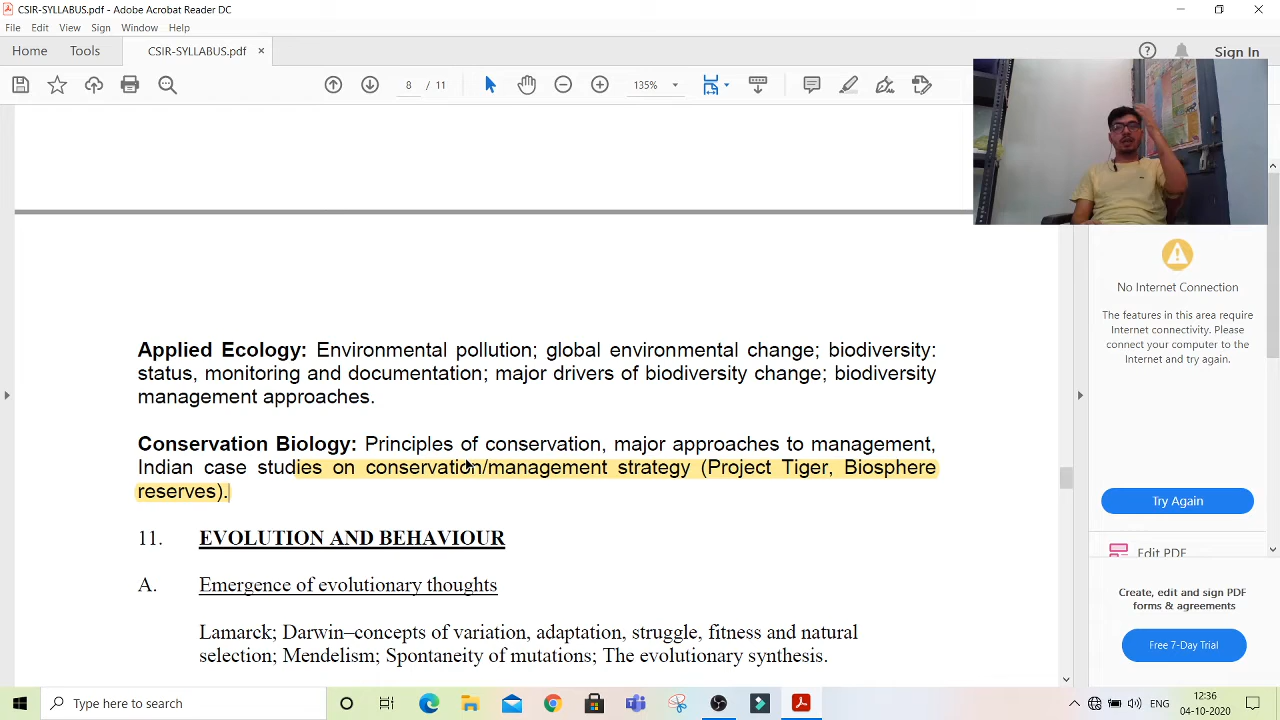 CSIR-SYLLABUS.pdf - Adobe Acrobat Reader DC
File Edit View Sign Window Help
Home Tools CSIR-SYLLABUS.pdf × Sign In
8 / 11 135%
Applied Ecology: Environmental pollution; global environmental change; biodiversity:
status, monitoring and documentation; major drivers of biodiversity change; biodiversity
management approaches.
Conservation Biology: Principles of conservation, major approaches to management,
Indian case studies on conservation/management strategy (Project Tiger, Biosphere
reserves).
11. EVOLUTION AND BEHAVIOUR
A. Emergence of evolutionary thoughts
Lamarck; Darwin–concepts of variation, adaptation, struggle, fitness and natural
selection; Mendelism; Spontaneity of mutations; The evolutionary synthesis.
No Internet Connection
The features in this area require
Internet connectivity. Please
connect your computer to the
Internet and try again.
Try Again
Edit PDF
Create, edit and sign PDF
forms & agreements
Free 7-Day Trial
Type here to search
ENG
12:36
04-10-2020